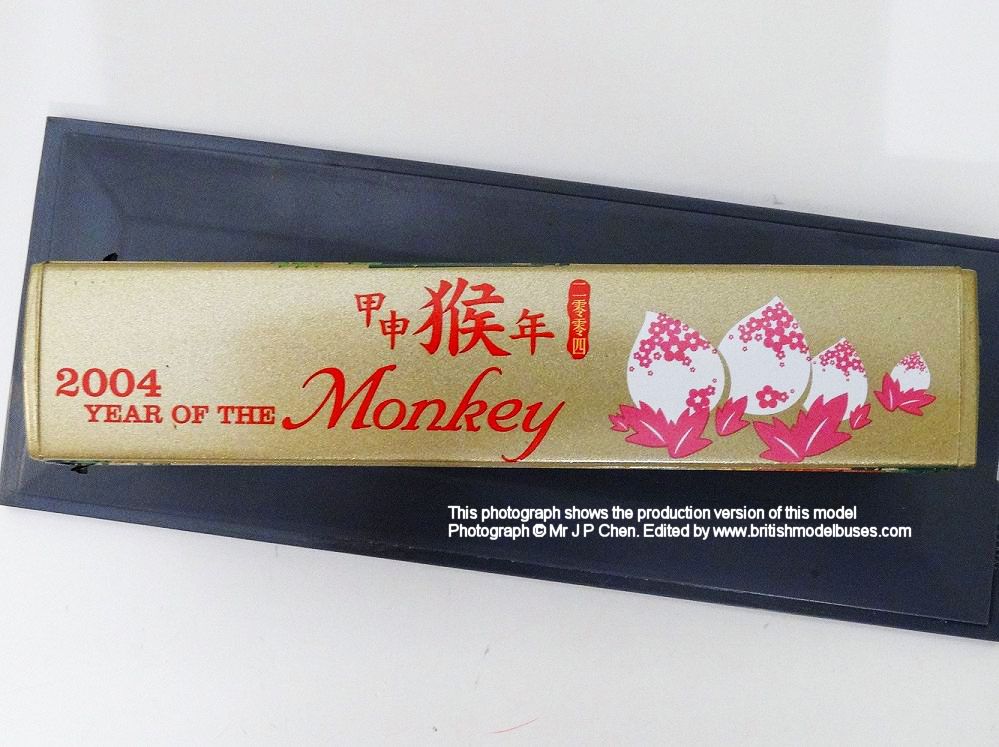 甲申猴年
二零零四
2004
YEAR OF THE Monkey
This photograph shows the production version of this model
Photograph © Mr J P Chen. Edited by www.britishmodelbuses.com